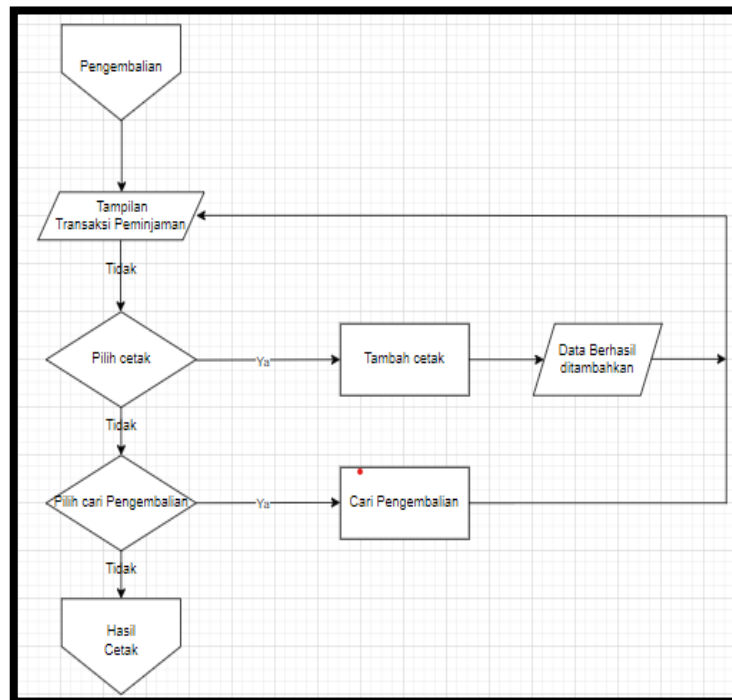 Pengembalian
Tampilan
Transaksi Peminjaman
Tidak
Pilih cetak
Ya
Tambah cetak
Data Berhasil
ditambahkan
Tidak
Pilih cari Pengembalian
Ya
Cari Pengembalian
Tidak
Hasil
Cetak